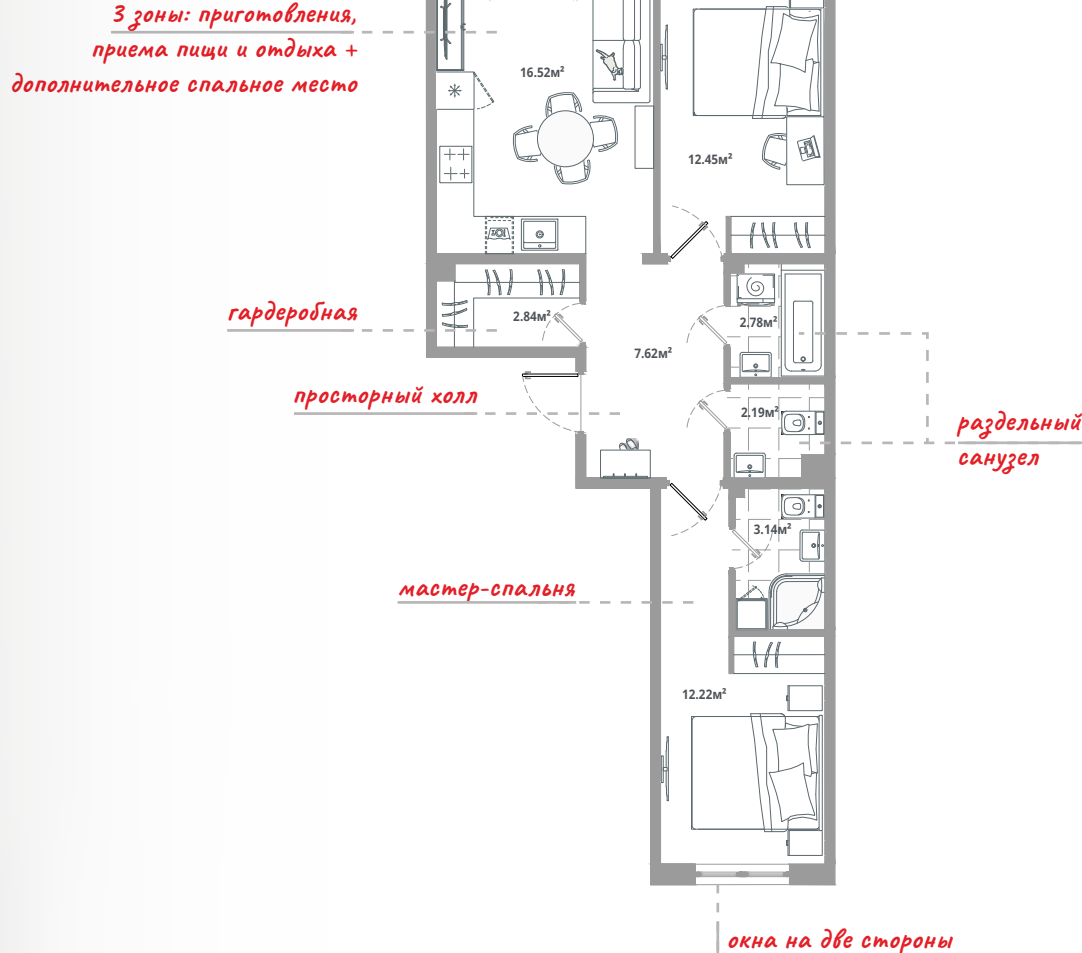 3 зоны: приготовления,
приема пищи и отдыха +
дополнительное спальное место
16.52м²
12.45м²
гардеробная
2.84м²
2.78м²
7.62м²
просторный холл
2.19м²
раздельный
санузел
3.14м²
мастер-спальня
12.22м²
окна на две стороны